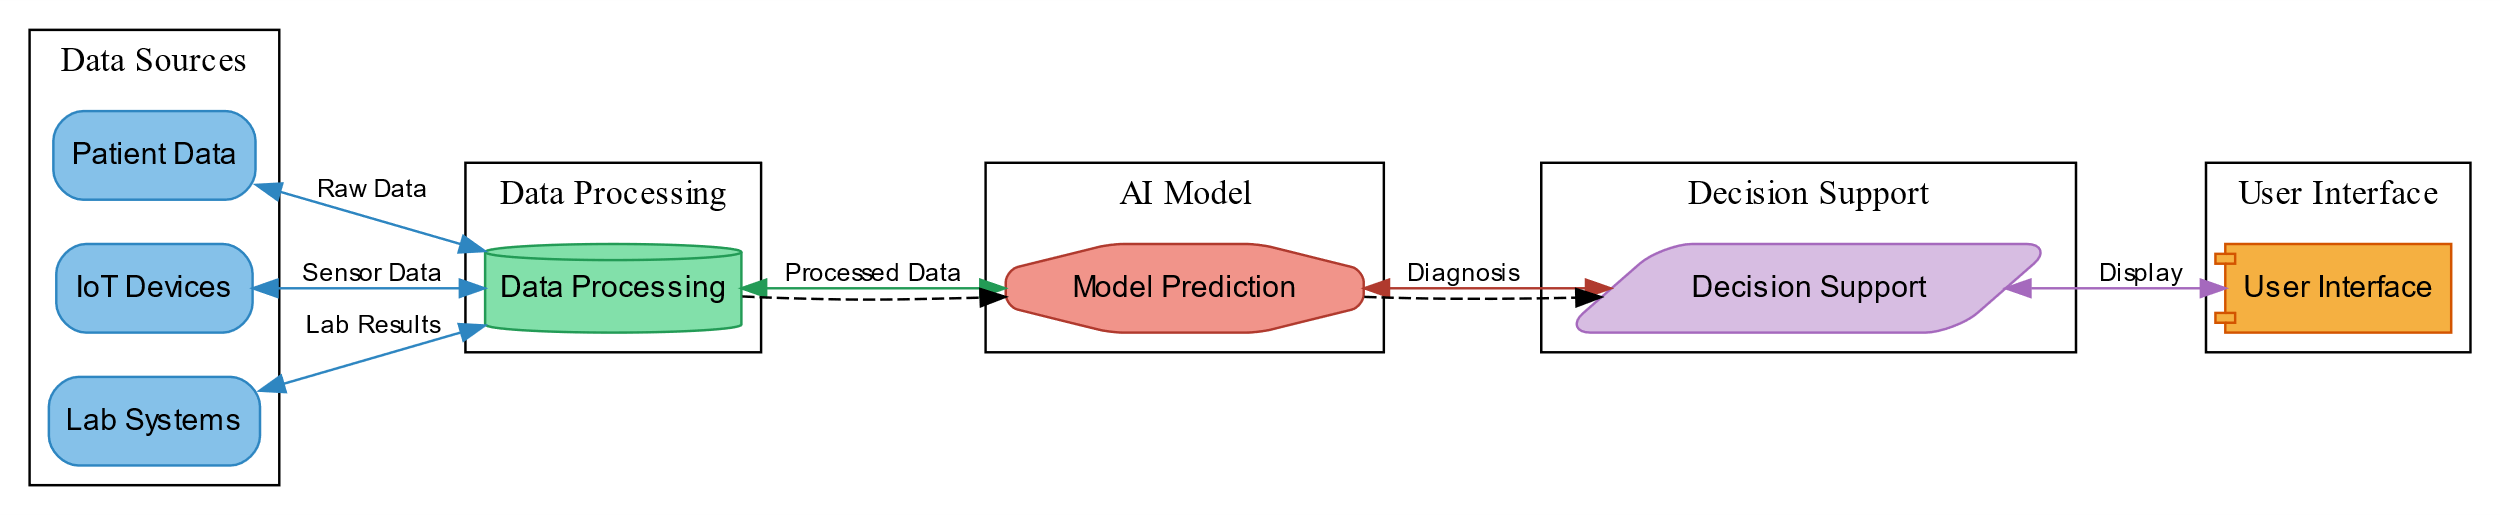 Data Sources
Patient Data
IoT Devices
Lab Systems
Raw Data
Sensor Data
Lab Results
Data Processing
Data Processing
Processed Data
AI Model
Model Prediction
Diagnosis
Decision Support
Decision Support
Display
User Interface
User Interface